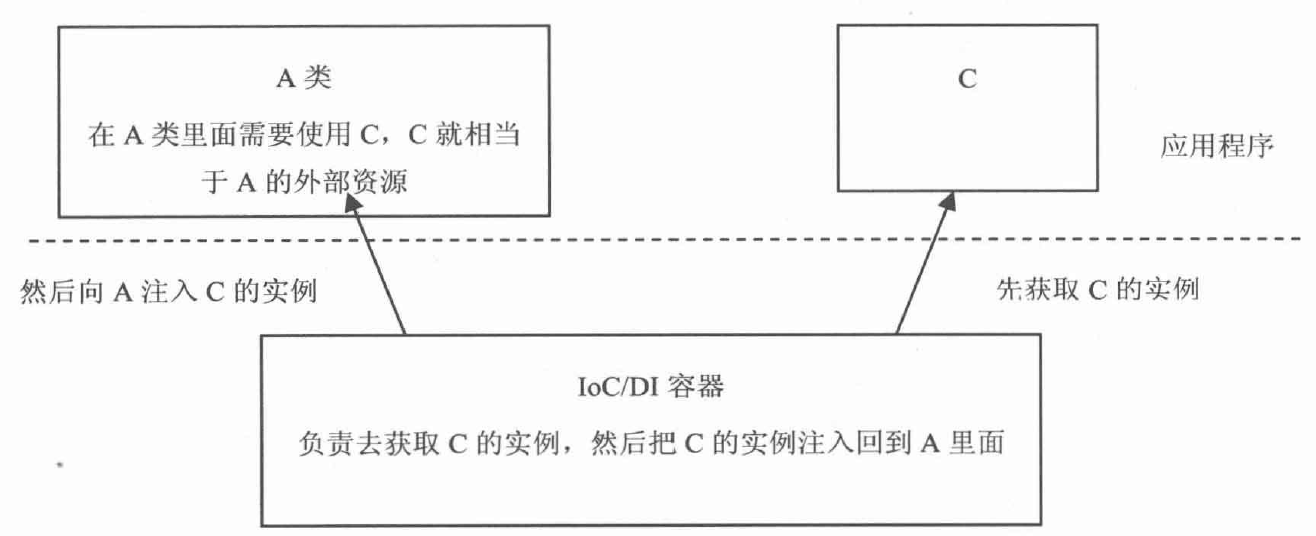 A 类
在 A 类里面需要使用 C，C 就相当
于 A 的外部资源
C
应用程序
然后向 A 注入 C 的实例
先获取 C 的实例
IoC/DI 容器
负责去获取 C 的实例，然后把 C 的实例注入回到 A 里面